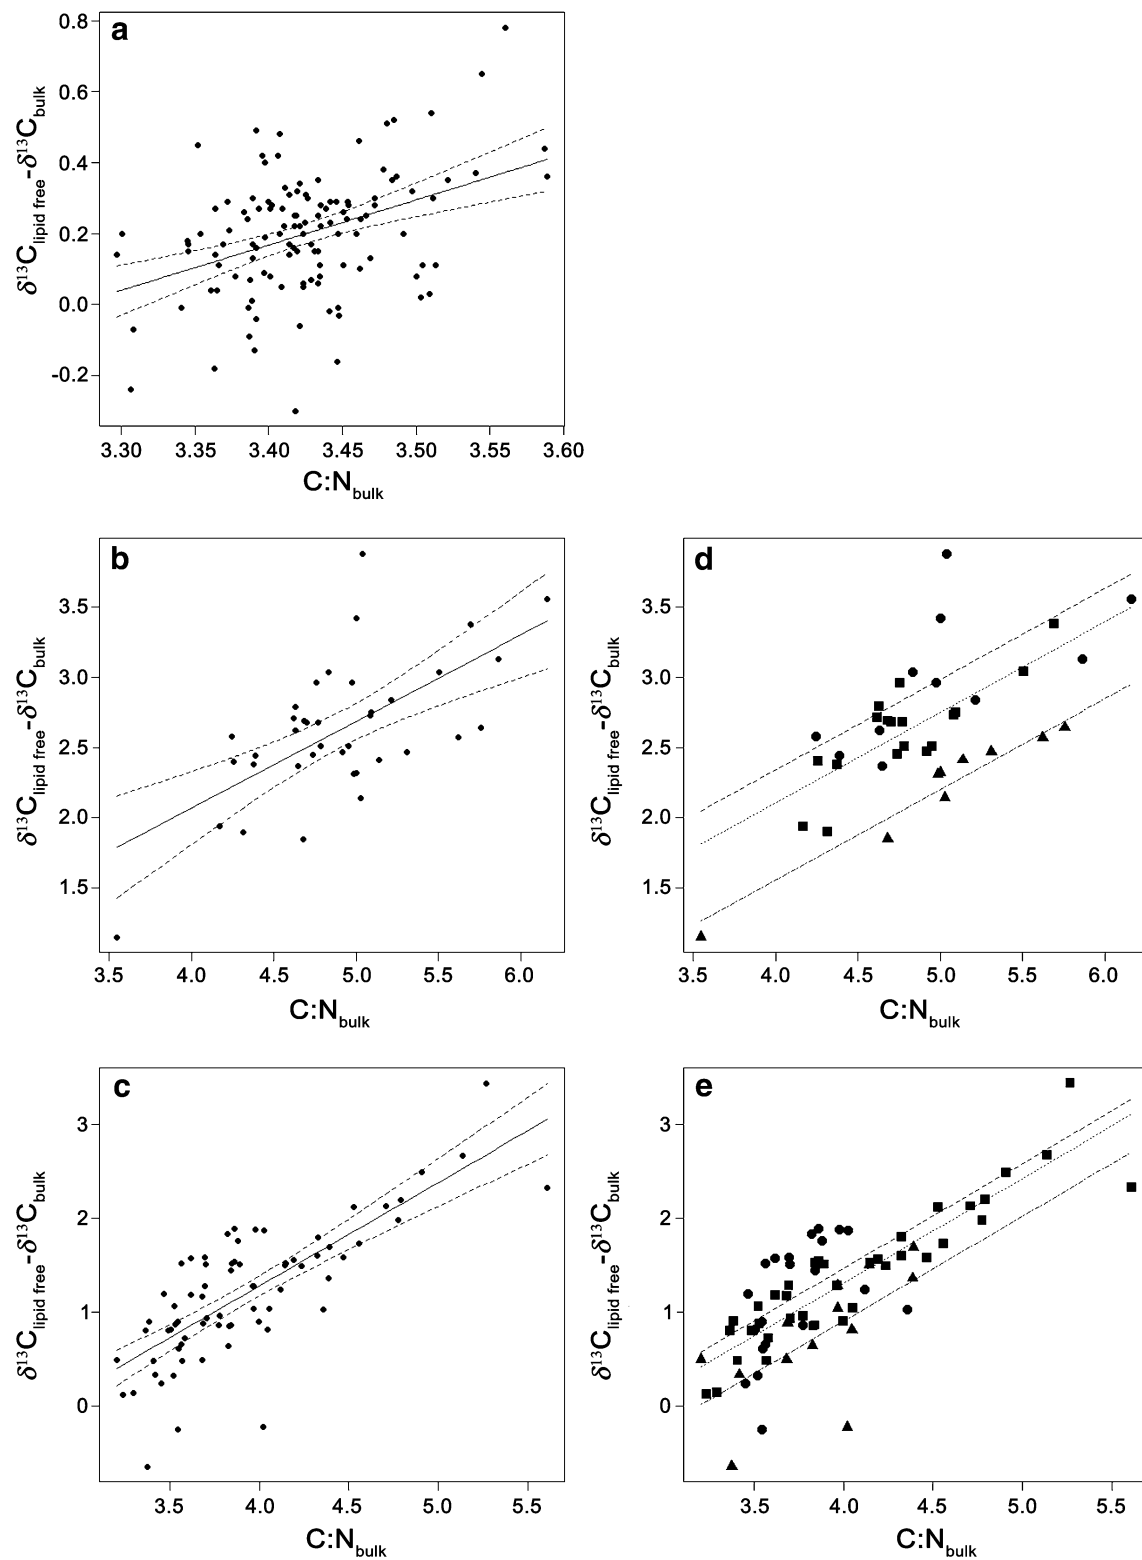 a
0.8
0.6
0.4
0.2
0.0
-0.2
δ13Clipid free-δ13Cbulk
3.30 3.35 3.40 3.45 3.50 3.55 3.60
C:Nbulk
b
3.5
3.0
2.5
2.0
1.5
δ13Clipid free-δ13Cbulk
3.5 4.0 4.5 5.0 5.5 6.0
C:Nbulk
d
3.5
3.0
2.5
2.0
1.5
δ13Clipid free-δ13Cbulk
3.5 4.0 4.5 5.0 5.5 6.0
C:Nbulk
c
3
2
1
0
δ13Clipid free-δ13Cbulk
3.5 4.0 4.5 5.0 5.5
C:Nbulk
e
3
2
1
0
δ13Clipid free-δ13Cbulk
3.5 4.0 4.5 5.0 5.5
C:Nbulk